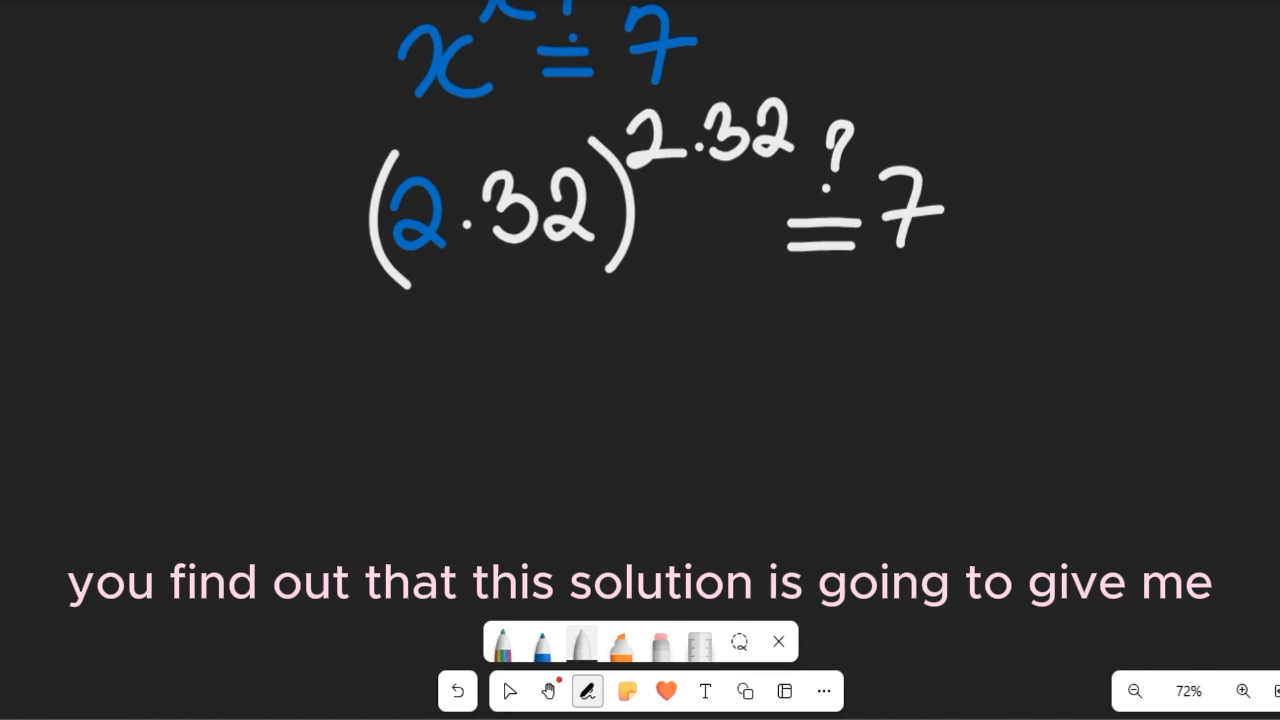 x^x ?= 7
(2.32)^2.32 ?= 7
you find out that this solution is going to give me
72%